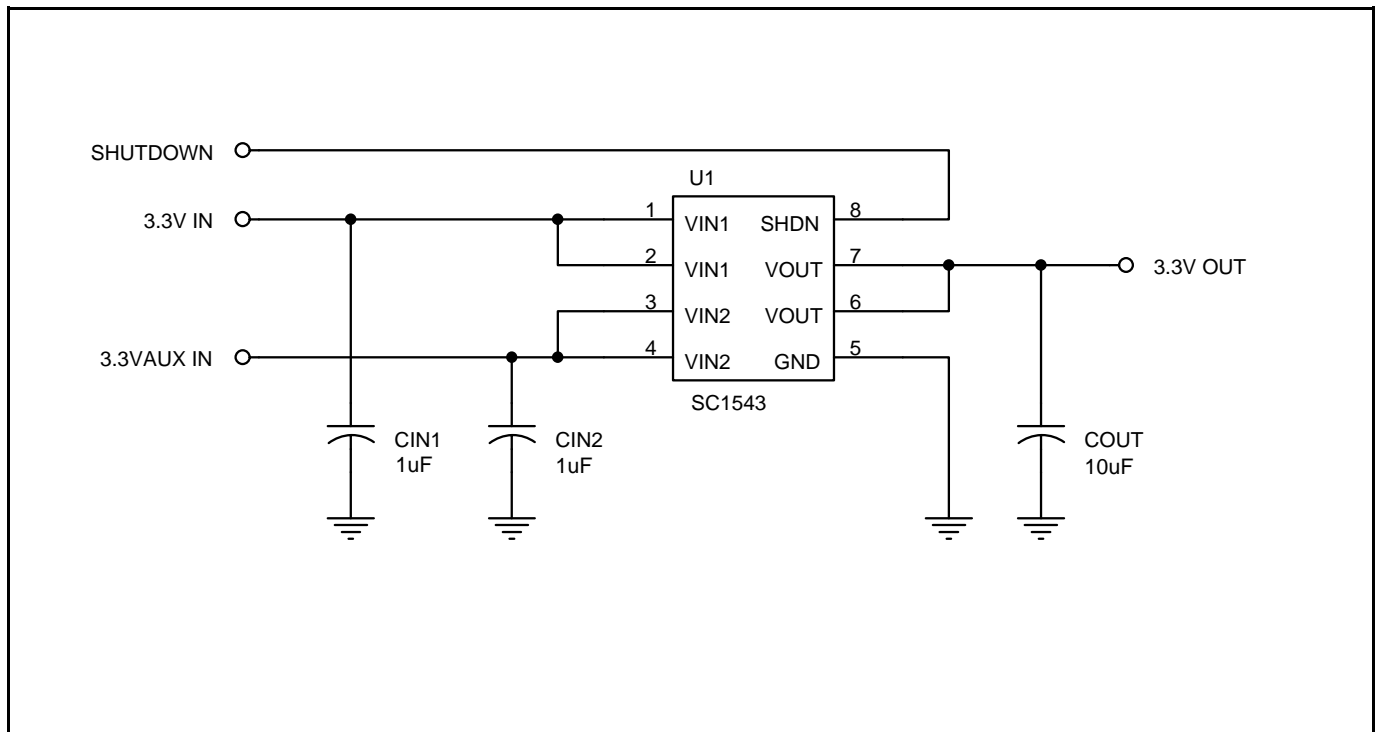 SHUTDOWN
U1
3.3V IN
1
VIN1
SHDN
8
2
VIN1
VOUT
7
3.3V OUT
3
VIN2
VOUT
6
3.3VAUX IN
4
VIN2
GND
5
SC1543
CIN1
1uF
CIN2
1uF
COUT
10uF